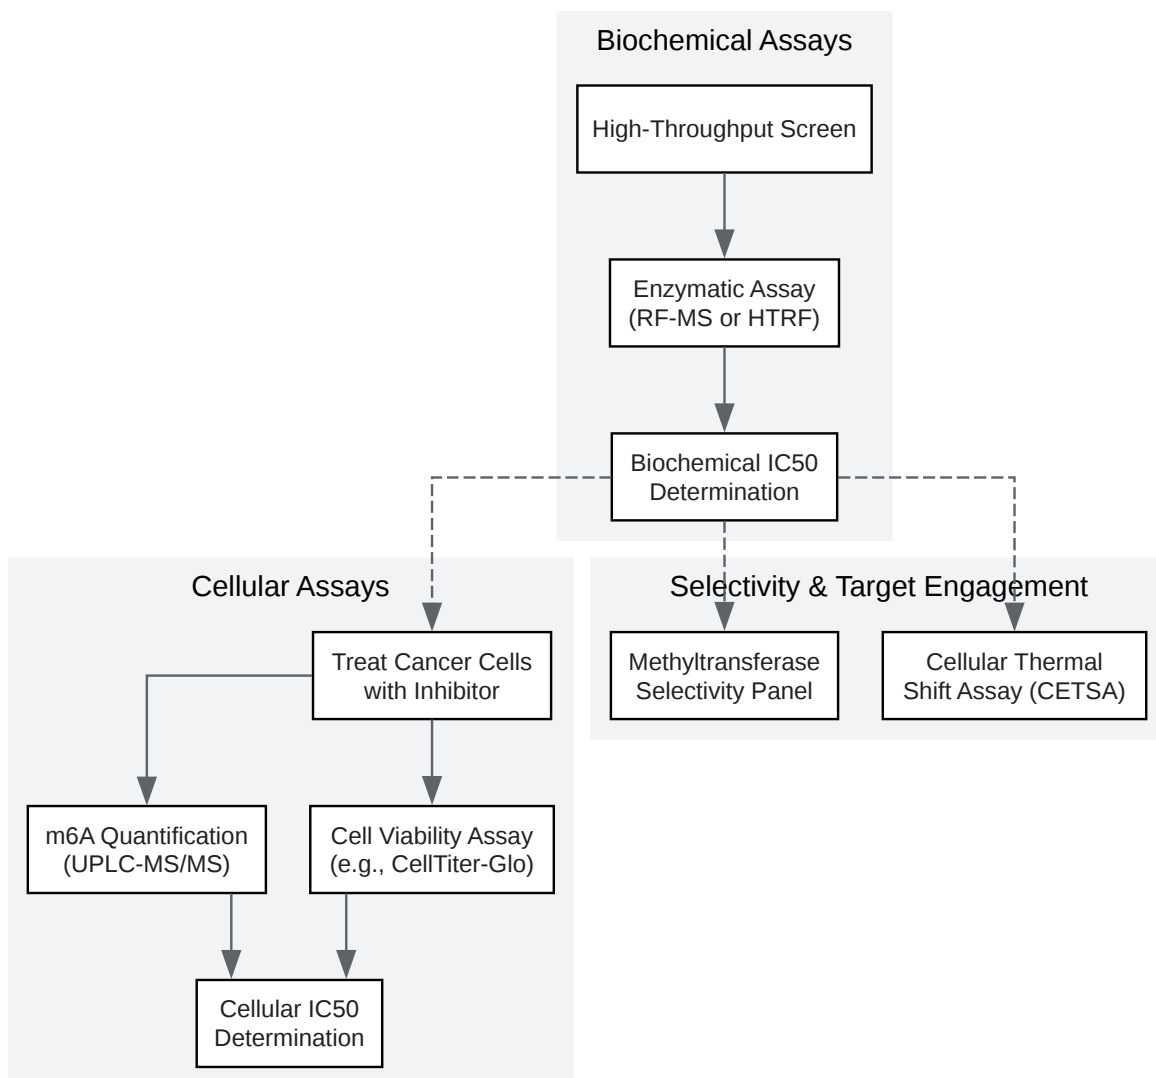 Biochemical Assays
High-Throughput Screen
Enzymatic Assay
(RF-MS or HTRF)
Biochemical IC50
Determination
Cellular Assays
Treat Cancer Cells
with Inhibitor
m6A Quantification
(UPLC-MS/MS)
Cell Viability Assay
(e.g., CellTiter-Glo)
Cellular IC50
Determination
Selectivity & Target Engagement
Methyltransferase
Selectivity Panel
Cellular Thermal
Shift Assay (CETSA)